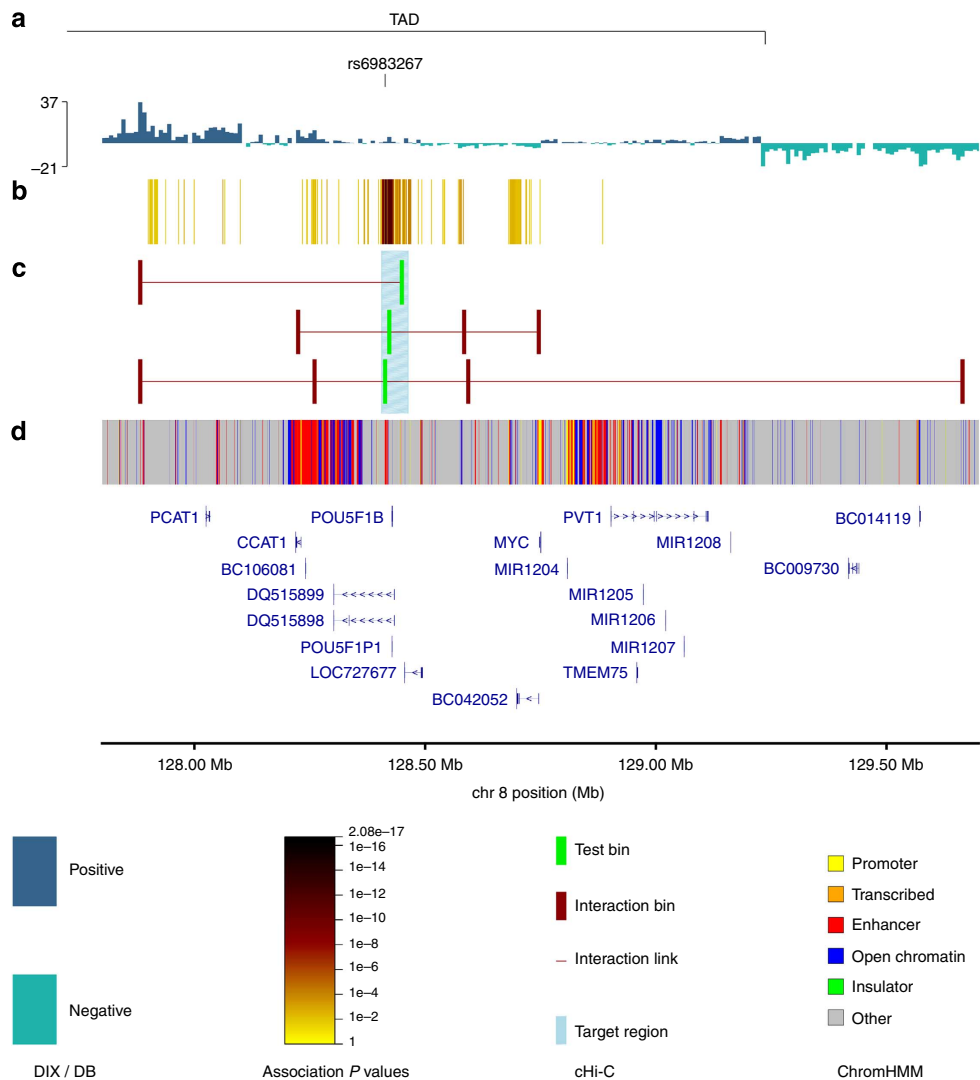 a
TAD
rs6983267
37
–21
b
c
d
PCAT1
POU5F1B
PVT1
BC014119
CCAT1
MYC
MIR1208
BC106081
MIR1204
BC009730
DQ515899
MIR1205
DQ515898
MIR1206
POU5F1P1
MIR1207
LOC727677
TMEM75
BC042052
128.00 Mb
128.50 Mb
129.00 Mb
129.50 Mb
chr 8 position (Mb)
Positive
Negative
DIX / DB
2.08e–17
1e–16
1e–14
1e–12
1e–10
1e–8
1e–6
1e–4
1e–2
1
Association P values
Test bin
Interaction bin
Interaction link
Target region
cHi-C
Promoter
Transcribed
Enhancer
Open chromatin
Insulator
Other
ChromHMM